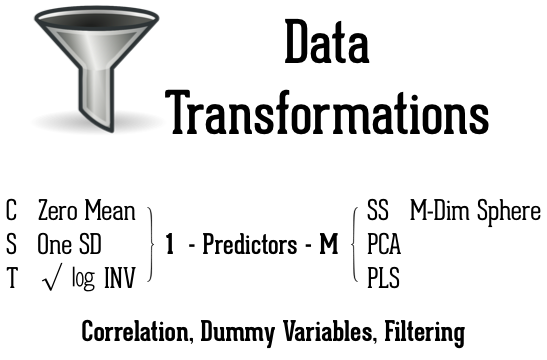 Data
Transformations
C Zero Mean
S One SD
T √ log INV
1 - Predictors - M
SS M-Dim Sphere
PCA
PLS
Correlation, Dummy Variables, Filtering